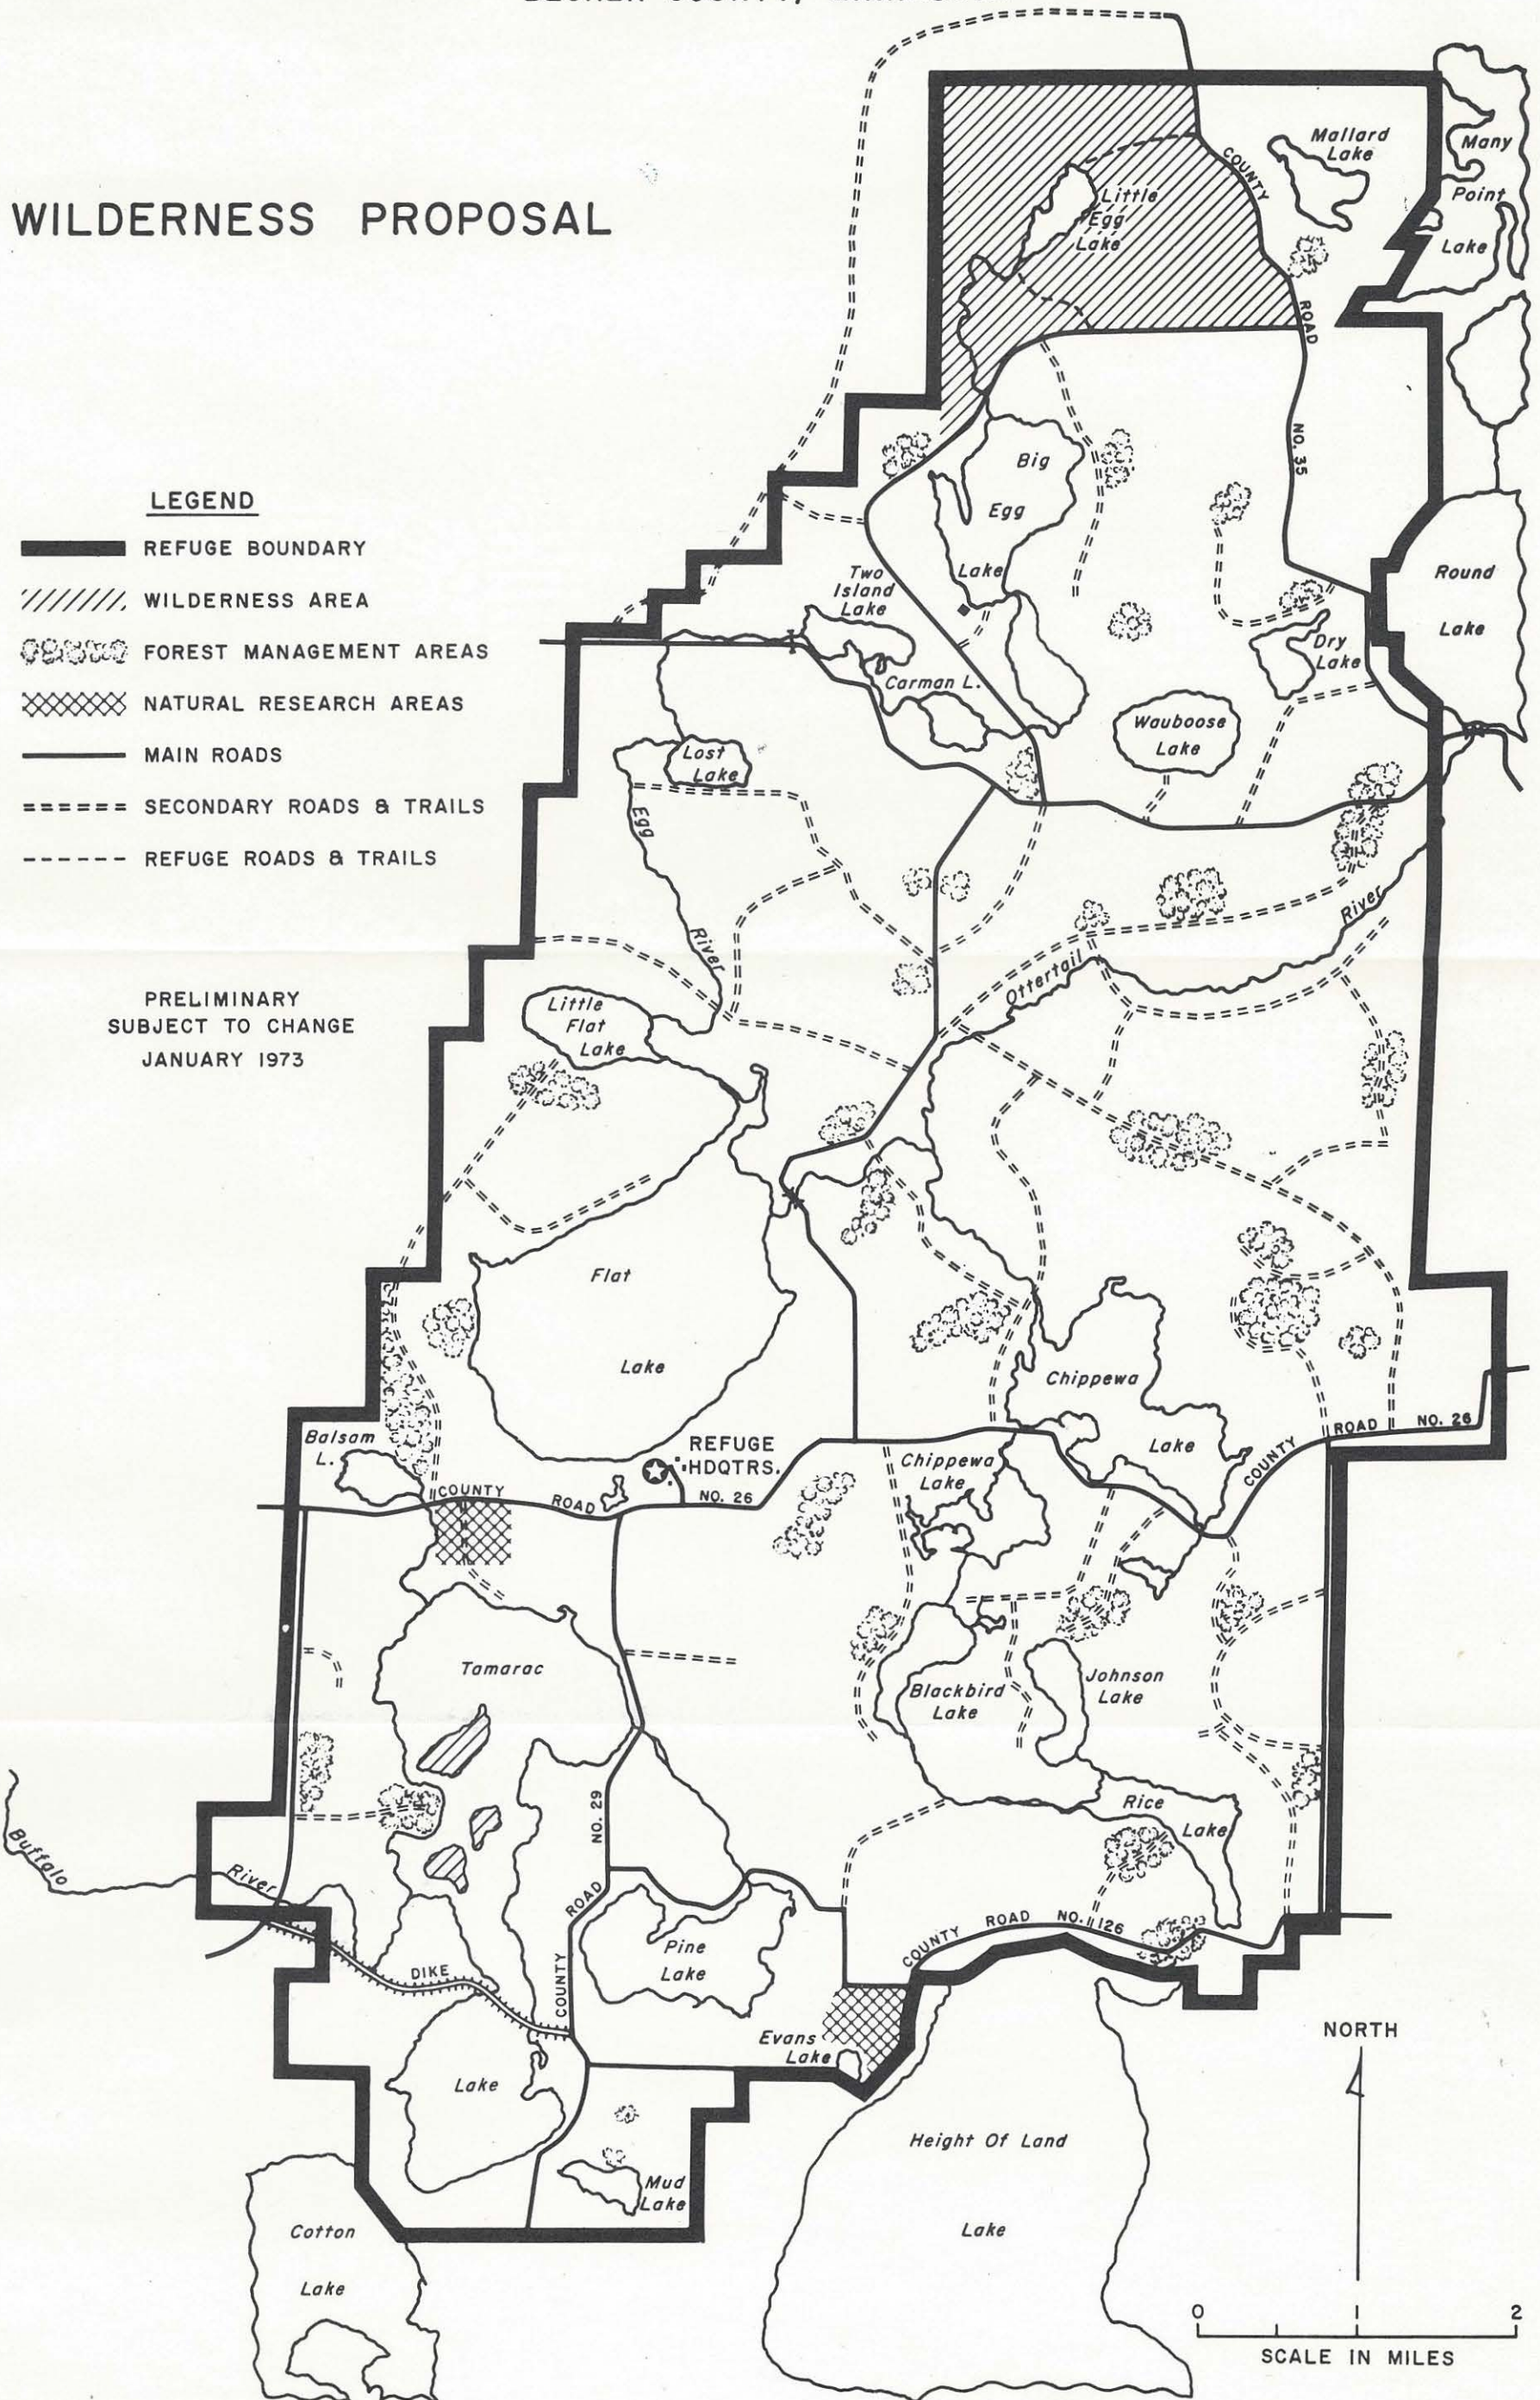 WILDERNESS PROPOSAL
LEGEND
REFUGE BOUNDARY
WILDERNESS AREA
FOREST MANAGEMENT AREAS
NATURAL RESEARCH AREAS
MAIN ROADS
SECONDARY ROADS & TRAILS
REFUGE ROADS & TRAILS
PRELIMINARY
SUBJECT TO CHANGE
JANUARY 1973
Mallard
Lake
Many
Point
Lake
COUNTY
ROAD
NO. 35
Little
Egg
Lake
Big
Egg
Lake
Two
Island
Lake
Round
Lake
Dry
Lake
Carman L.
Wauboose
Lake
Lost
Lake
Egg
River
Ottertail
River
Little
Flat
Lake
Flat
Lake
Chippewa
Lake
Balsam
L.
REFUGE
HDQTRS.
COUNTY
ROAD
NO. 26
Chippewa
Lake
COUNTY
ROAD
NO. 26
Tamarac
Blackbird
Lake
Johnson
Lake
Rice
Lake
Buffalo
River
NO. 29
ROAD
COUNTY
Pine
Lake
COUNTY
ROAD
NO. 126
DIKE
Evans
Lake
Lake
Mud
Lake
Cotton
Lake
Height Of Land
Lake
NORTH
0 1 2
SCALE IN MILES